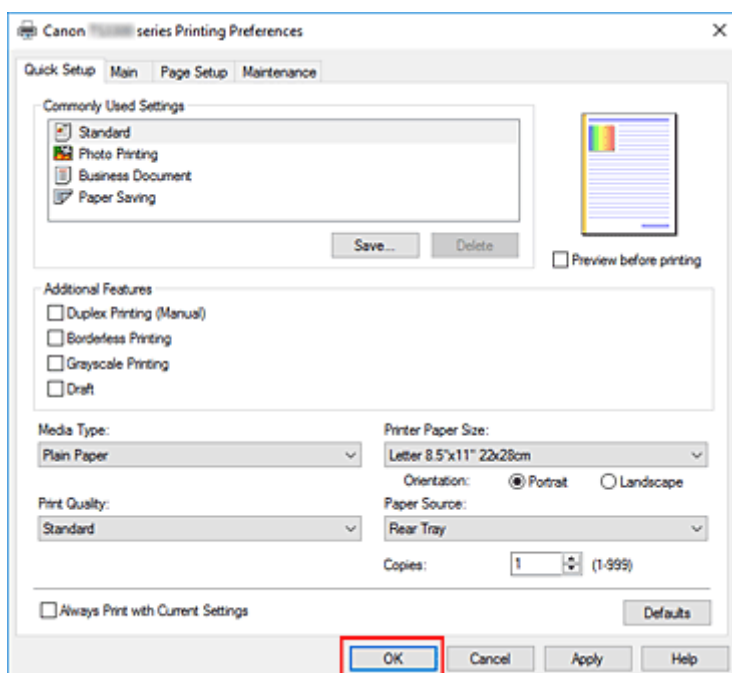 Canon series Printing Preferences
Quick Setup Main Page Setup Maintenance
Commonly Used Settings
Standard
Photo Printing
Business Document
Paper Saving
Save... Delete
Preview before printing
Additional Features
Duplex Printing (Manual)
Borderless Printing
Grayscale Printing
Draft
Media Type: Printer Paper Size:
Plain Paper Letter 8.5"x11" 22x28cm
Orientation: Portrait Landscape
Print Quality: Paper Source:
Standard Rear Tray
Copies: 1 (1-999)
Always Print with Current Settings Defaults
OK Cancel Apply Help